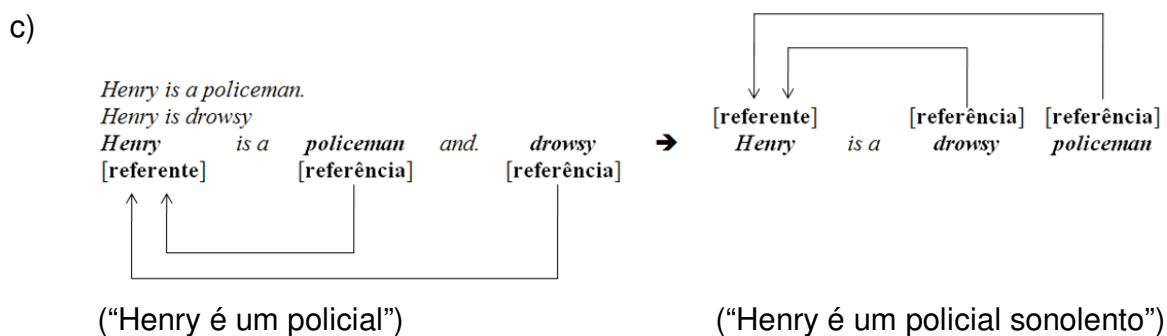 c)
Henry is a policeman.
Henry is drowsy
Henry is a policeman and. drowsy
[referente] [referência] [referência]
➔
[referente] [referência] [referência]
Henry is a drowsy policeman
(“Henry é um policial”)
(“Henry é um policial sonolento”)